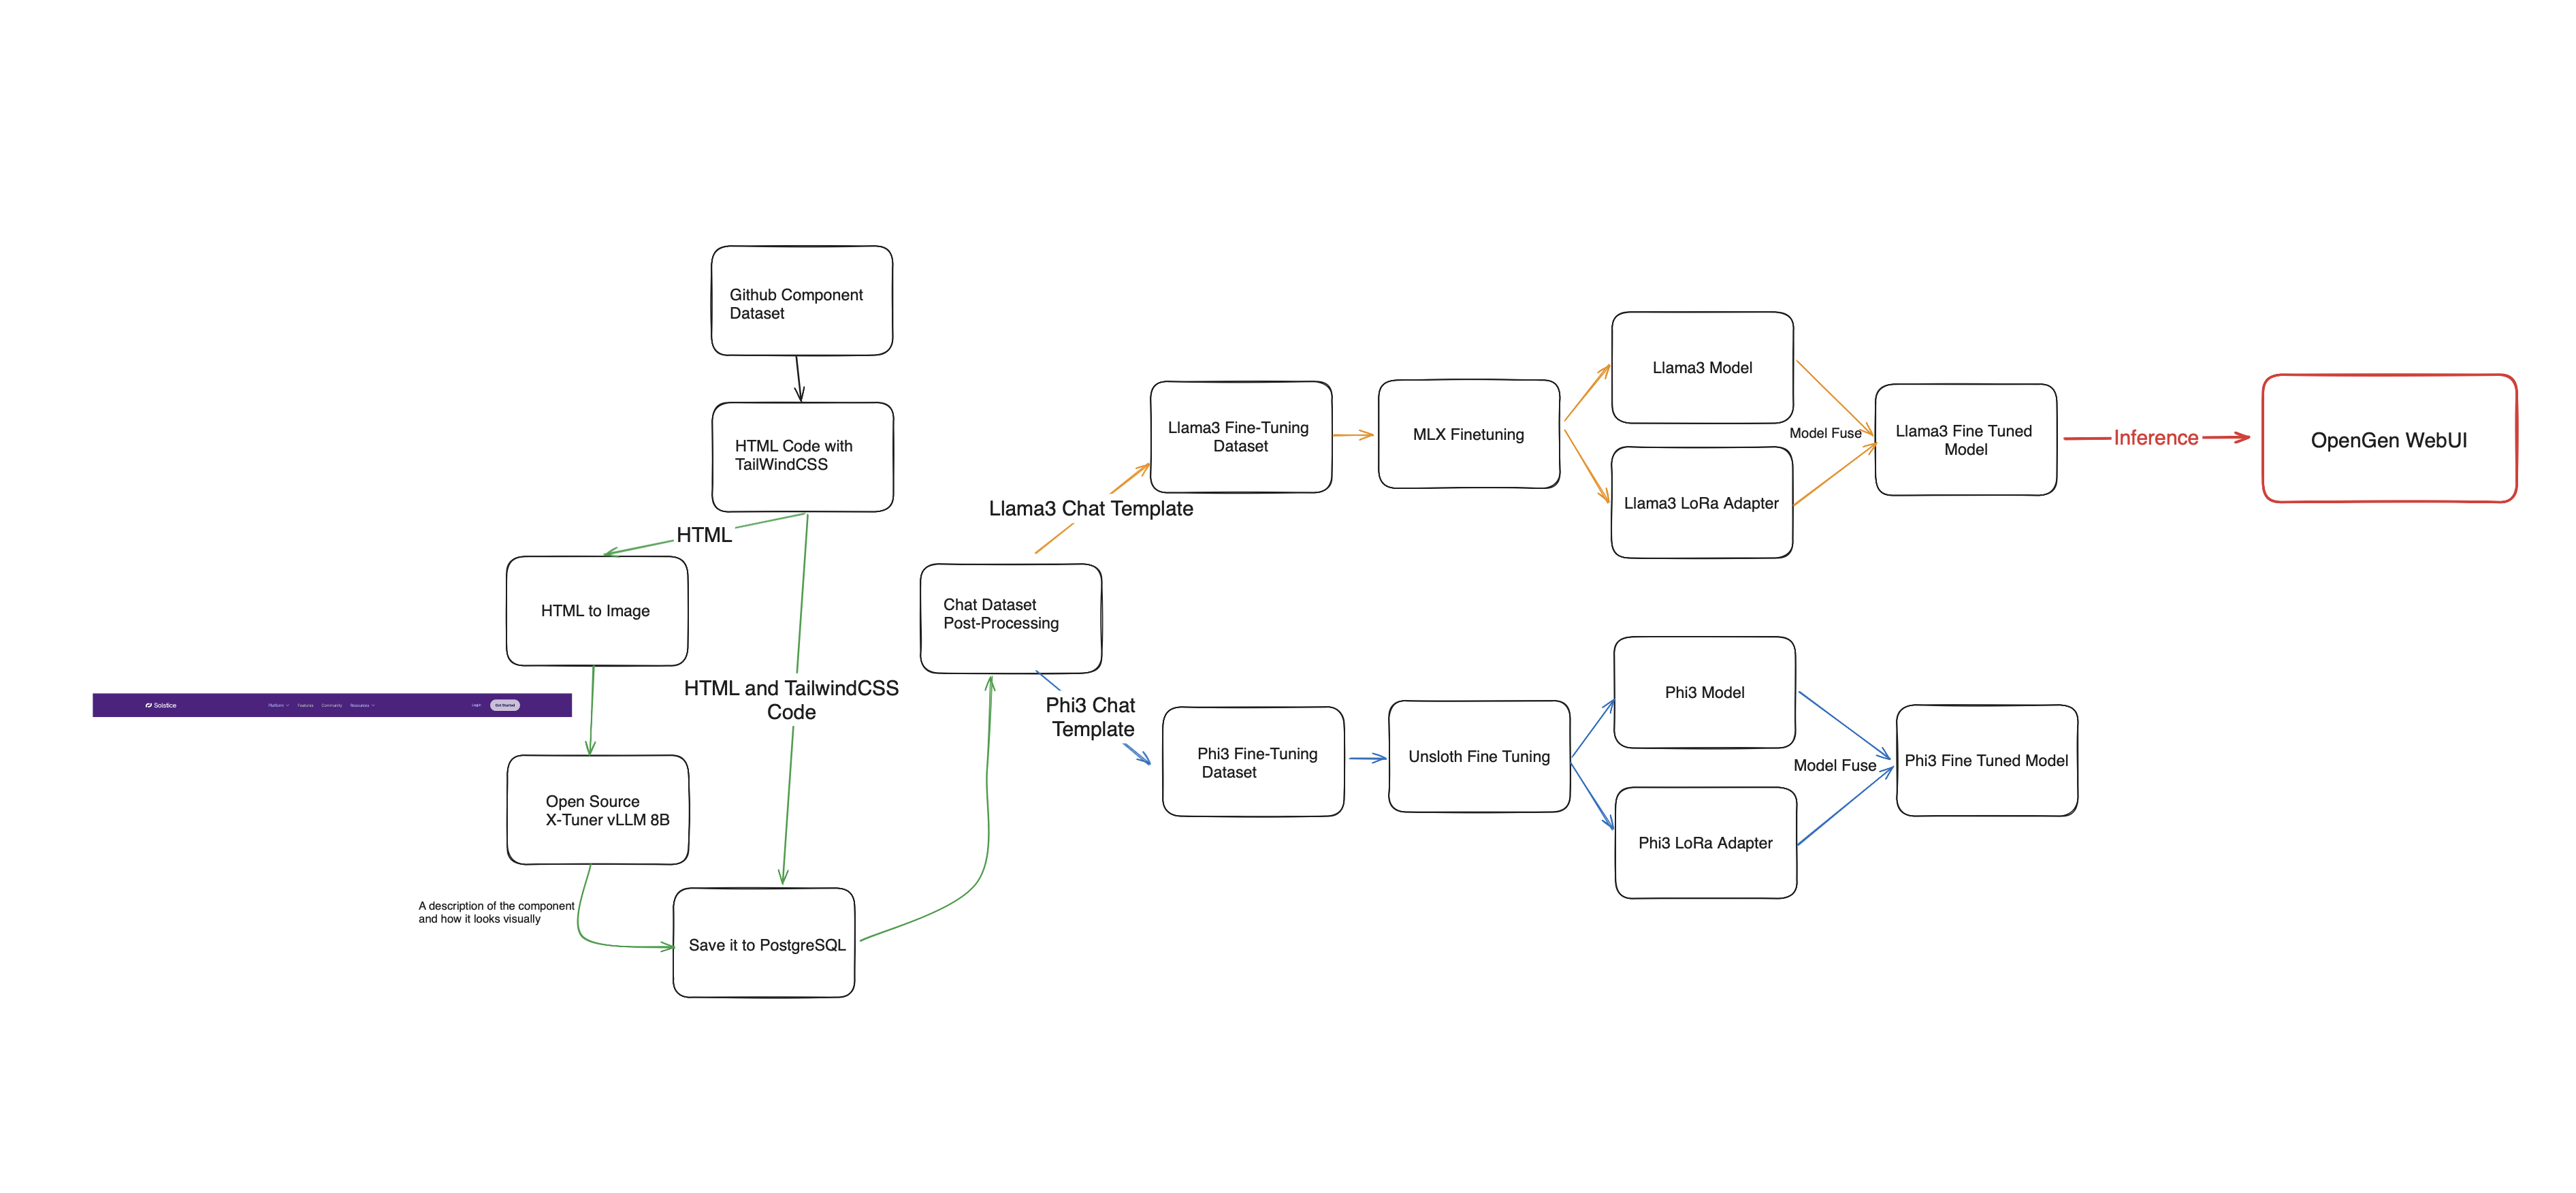 Github Component
Dataset
HTML Code with
TailWindCSS
HTML
HTML to Image
HTML and TailwindCSS
Code
Solstice
Platform
Features
Community
Resources
Login
Get Started
Open Source
X-Tuner vLLM 8B
A description of the component
and how it looks visually
Save it to PostgreSQL
Chat Dataset
Post-Processing
Llama3 Chat Template
Llama3 Fine-Tuning
Dataset
MLX Finetuning
Llama3 Model
Llama3 LoRa Adapter
Model Fuse
Llama3 Fine Tuned
Model
Inference
OpenGen WebUI
Phi3 Chat
Template
Phi3 Fine-Tuning
Dataset
Unsloth Fine Tuning
Phi3 Model
Phi3 LoRa Adapter
Model Fuse
Phi3 Fine Tuned Model